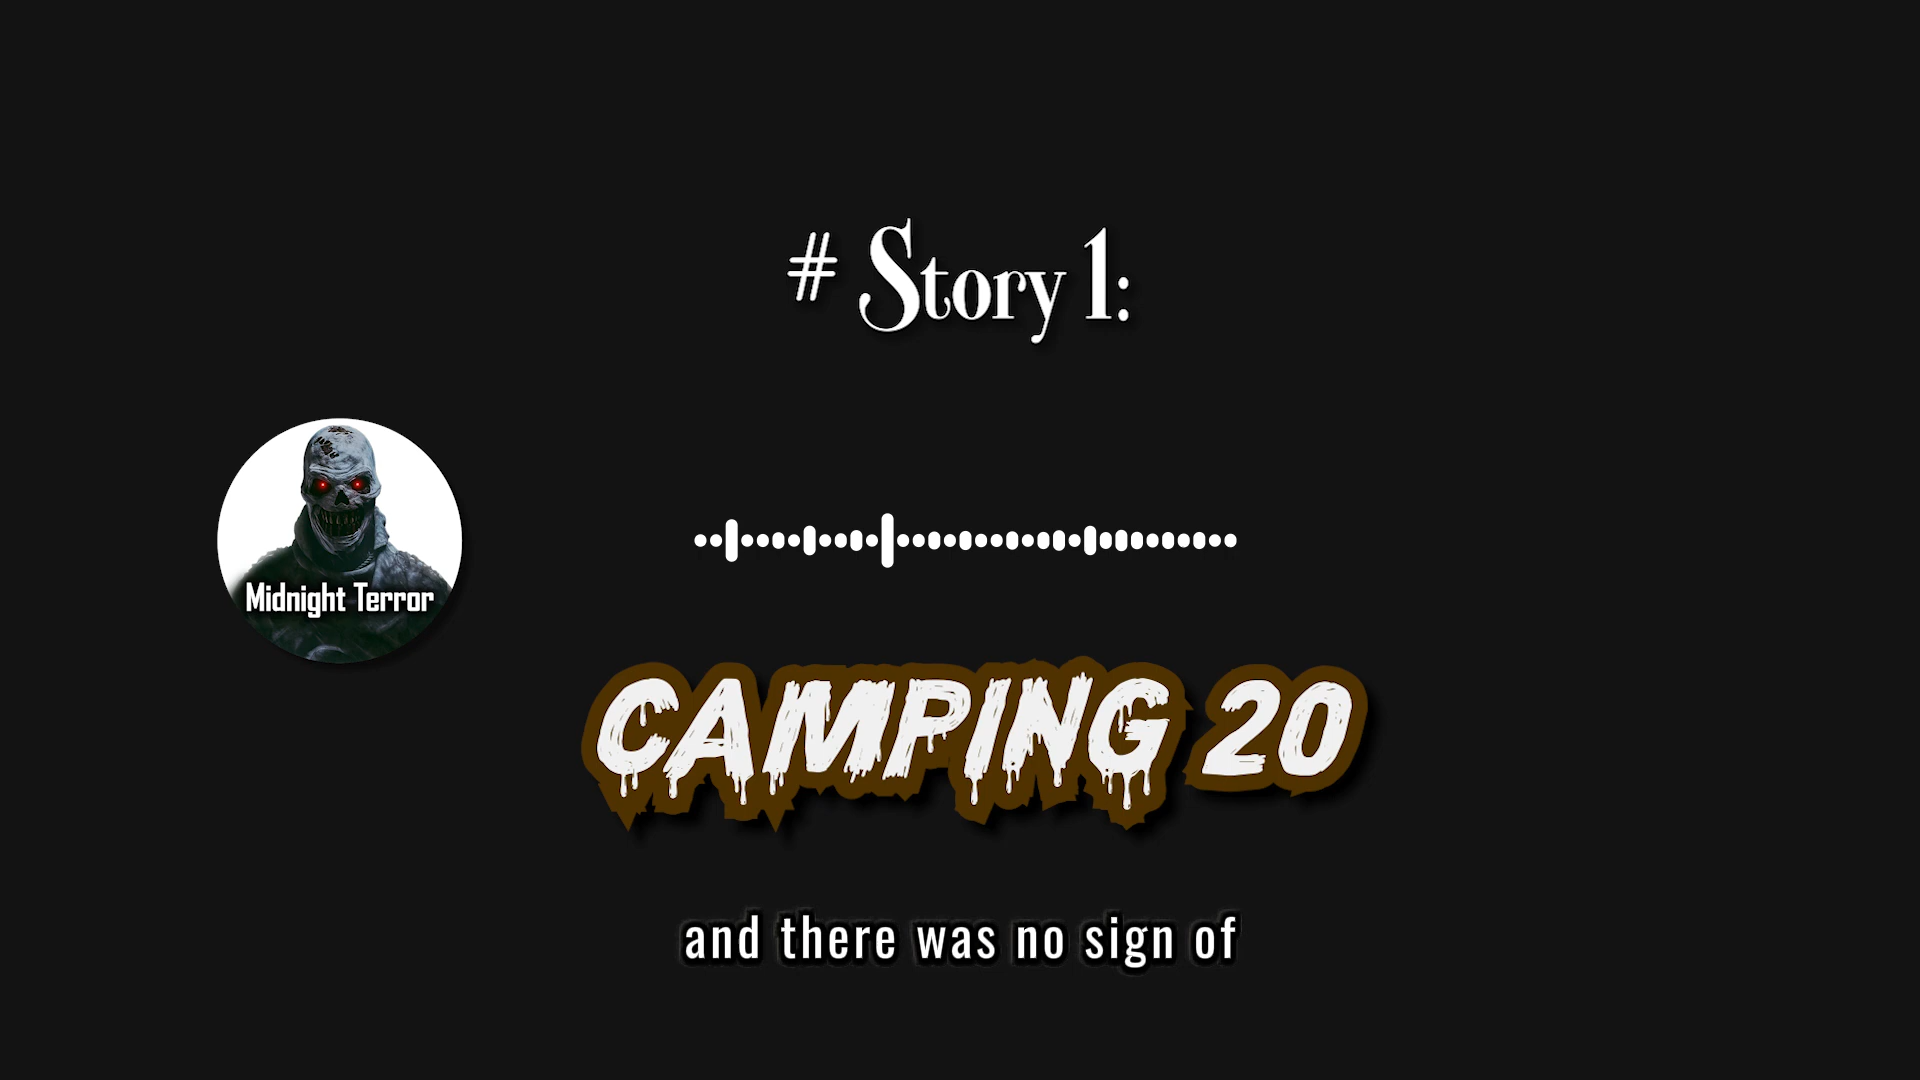 # Story 1:
Midnight Terror
CAMPING 20
and there was no sign of